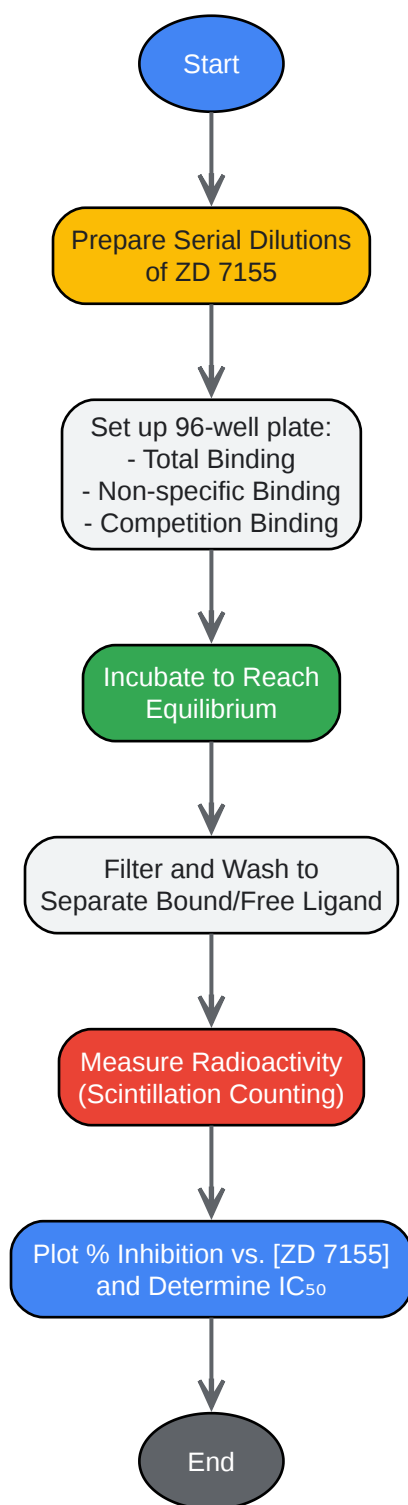 Start
Prepare Serial Dilutions
of ZD 7155
Set up 96-well plate:
- Total Binding
- Non-specific Binding
- Competition Binding
Incubate to Reach
Equilibrium
Filter and Wash to
Separate Bound/Free Ligand
Measure Radioactivity
(Scintillation Counting)
Plot % Inhibition vs. [ZD 7155]
and Determine IC₅₀
End